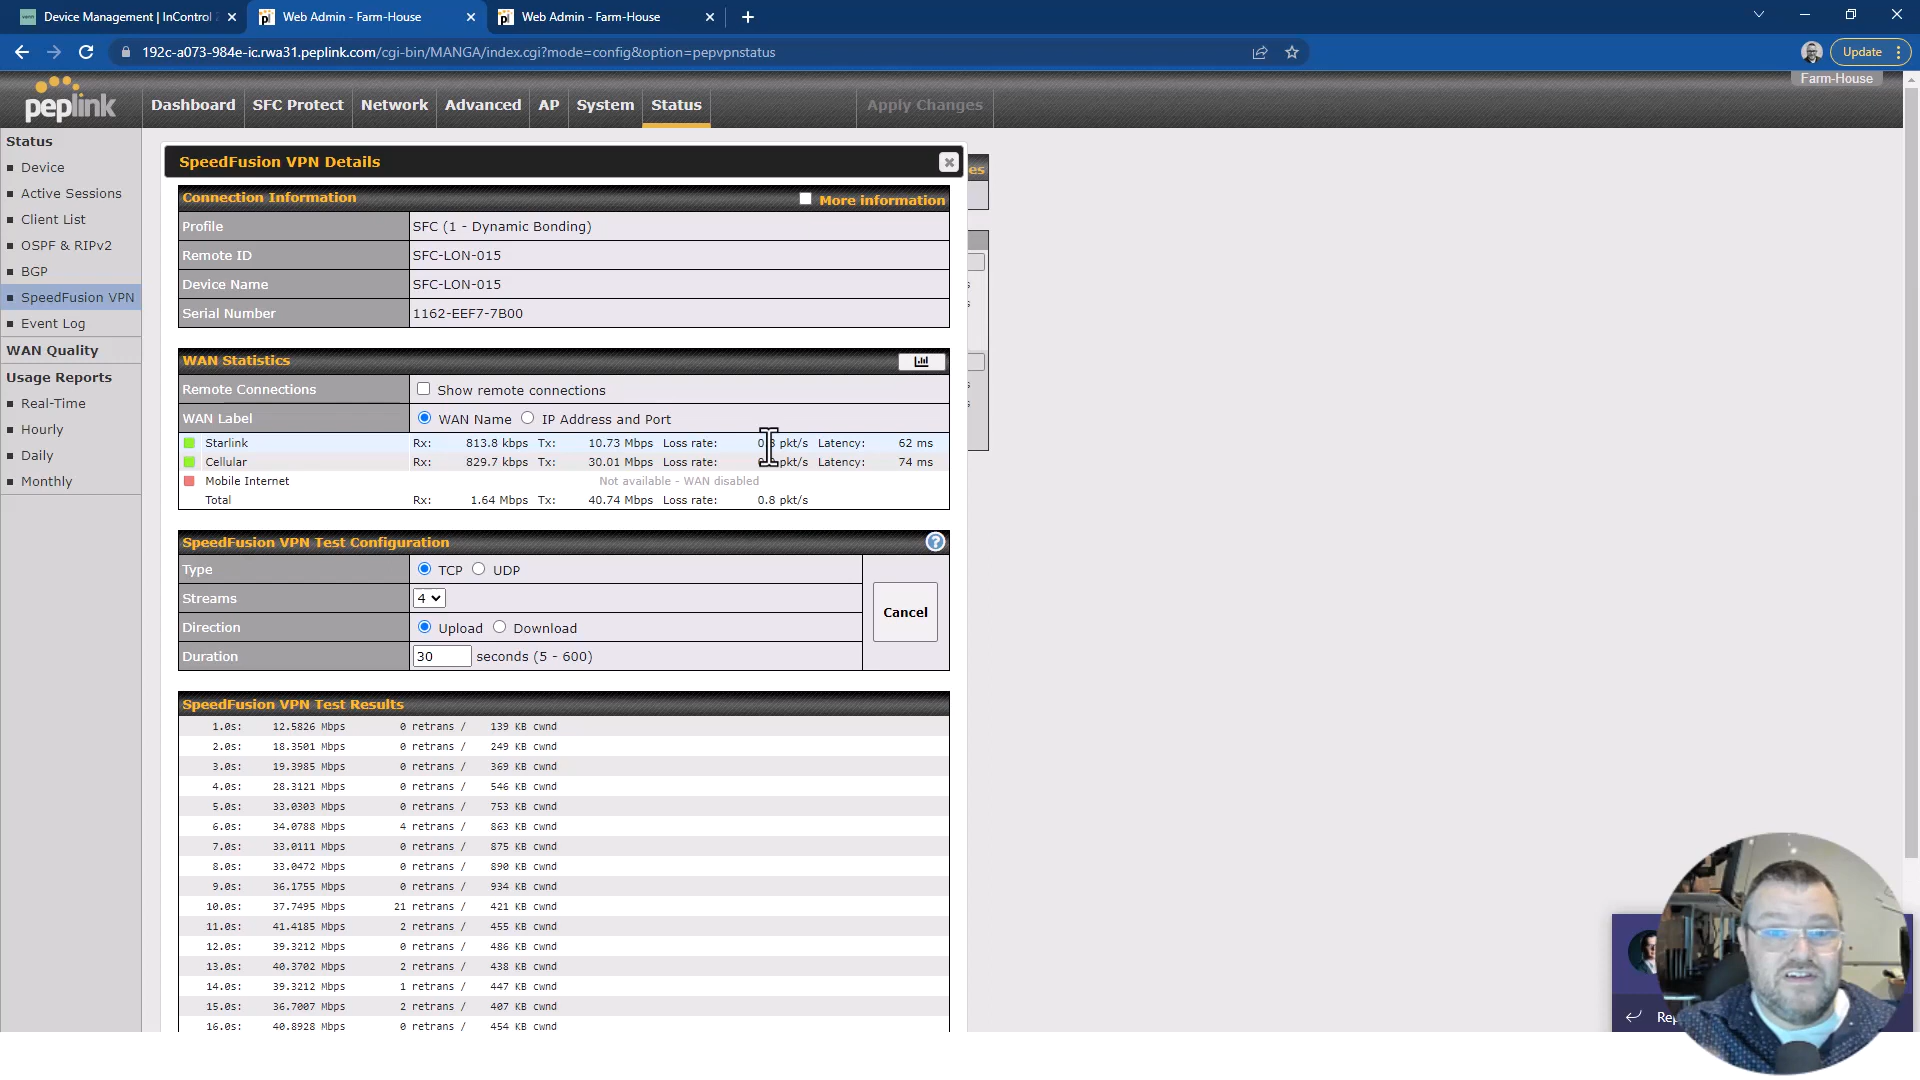 Device Management | InControl
Web Admin - Farm-House
Web Admin - Farm-House
192c-a073-984e-ic.rwa31.peplink.com/cgi-bin/MANGA/index.cgi?mode=config&option=pepvpnstatus
Update
Farm-House
peplink
Dashboard SFC Protect Network Advanced AP System Status Apply Changes
Status
Device
Active Sessions
Client List
OSPF & RIPv2
BGP
SpeedFusion VPN
Event Log
WAN Quality
Usage Reports
Real-Time
Hourly
Daily
Monthly
SpeedFusion VPN Details
Connection Information More information
Profile SFC (1 - Dynamic Bonding)
Remote ID SFC-LON-015
Device Name SFC-LON-015
Serial Number 1162-EEF7-7B00
WAN Statistics
Remote Connections Show remote connections
WAN Label WAN Name IP Address and Port
Starlink Rx: 813.8 kbps Tx: 10.73 Mbps Loss rate: pkt/s Latency: 62 ms
Cellular Rx: 829.7 kbps Tx: 30.01 Mbps Loss rate: pkt/s Latency: 74 ms
Mobile Internet Not available - WAN disabled
Total Rx: 1.64 Mbps Tx: 40.74 Mbps Loss rate: 0.8 pkt/s
SpeedFusion VPN Test Configuration
Type TCP UDP
Streams 4
Direction Upload Download
Duration 30 seconds (5 - 600)
Cancel
SpeedFusion VPN Test Results
1.0s: 12.5826 Mbps 0 retrans / 139 KB cwnd
2.0s: 18.3501 Mbps 0 retrans / 249 KB cwnd
3.0s: 19.3985 Mbps 0 retrans / 369 KB cwnd
4.0s: 28.3121 Mbps 0 retrans / 546 KB cwnd
5.0s: 33.0303 Mbps 0 retrans / 753 KB cwnd
6.0s: 34.0788 Mbps 4 retrans / 863 KB cwnd
7.0s: 33.0111 Mbps 0 retrans / 875 KB cwnd
8.0s: 33.0472 Mbps 0 retrans / 890 KB cwnd
9.0s: 36.1755 Mbps 0 retrans / 934 KB cwnd
10.0s: 37.7495 Mbps 21 retrans / 421 KB cwnd
11.0s: 41.4185 Mbps 2 retrans / 455 KB cwnd
12.0s: 39.3212 Mbps 0 retrans / 486 KB cwnd
13.0s: 40.3702 Mbps 2 retrans / 438 KB cwnd
14.0s: 39.3212 Mbps 1 retrans / 447 KB cwnd
15.0s: 36.7007 Mbps 2 retrans / 407 KB cwnd
16.0s: 40.8928 Mbps 0 retrans / 454 KB cwnd